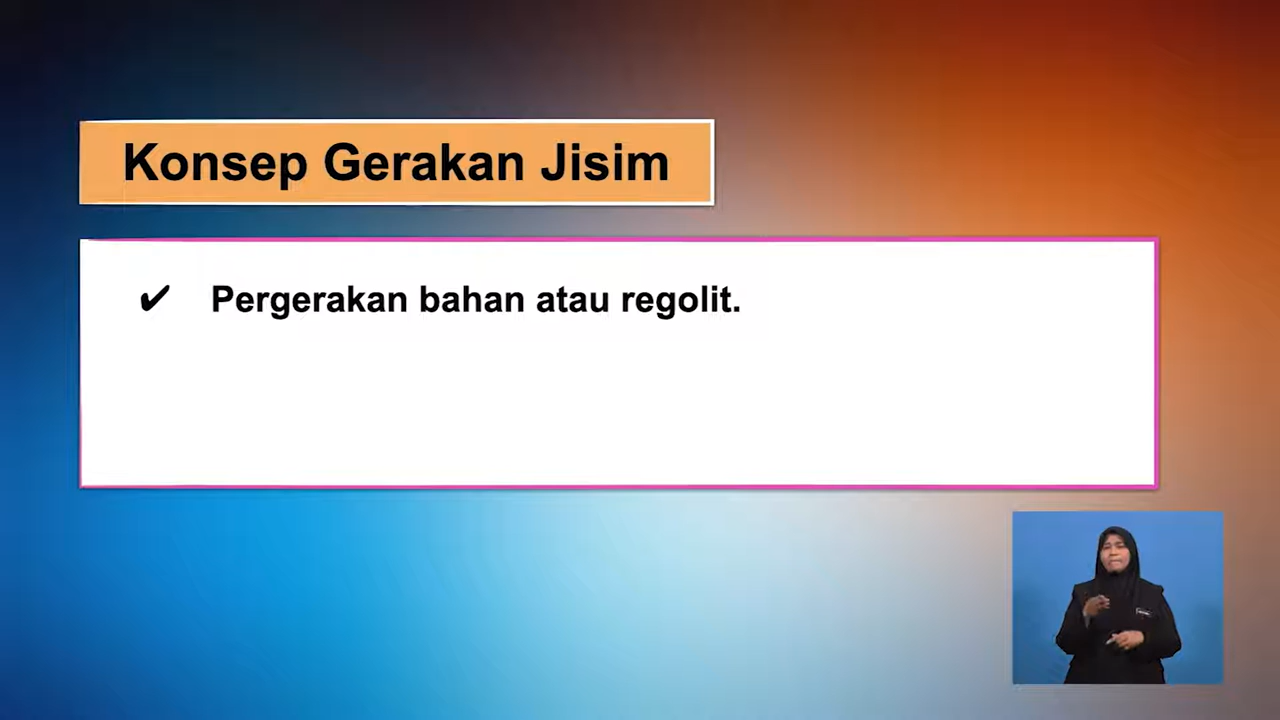 Konsep Gerakan Jisim
✔ Pergerakan bahan atau regolit.